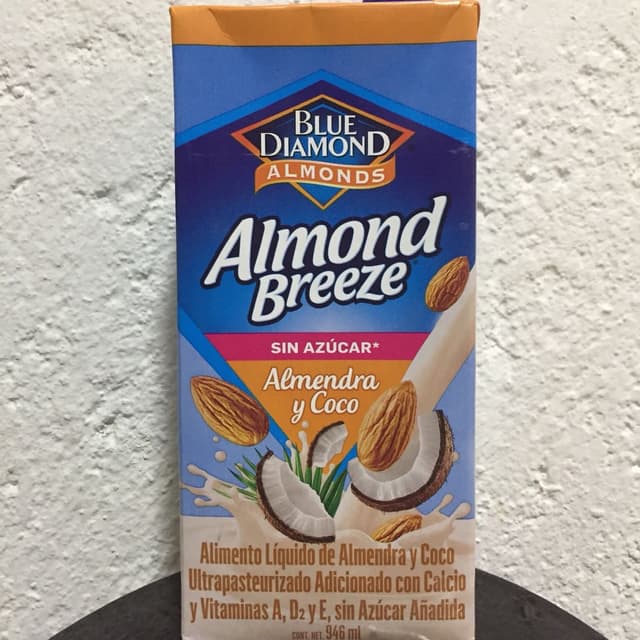 BLUE
DIAMOND
ALMONDS
Almond
Breeze
SIN AZÚCAR*
Almendra
y Coco
Alimento Líquido de Almendra y Coco
Ultrapasteurizado Adicionado con Calcio
y Vitaminas A, D₂ y E, sin Azúcar Añadida
CONT. NET. 946 ml